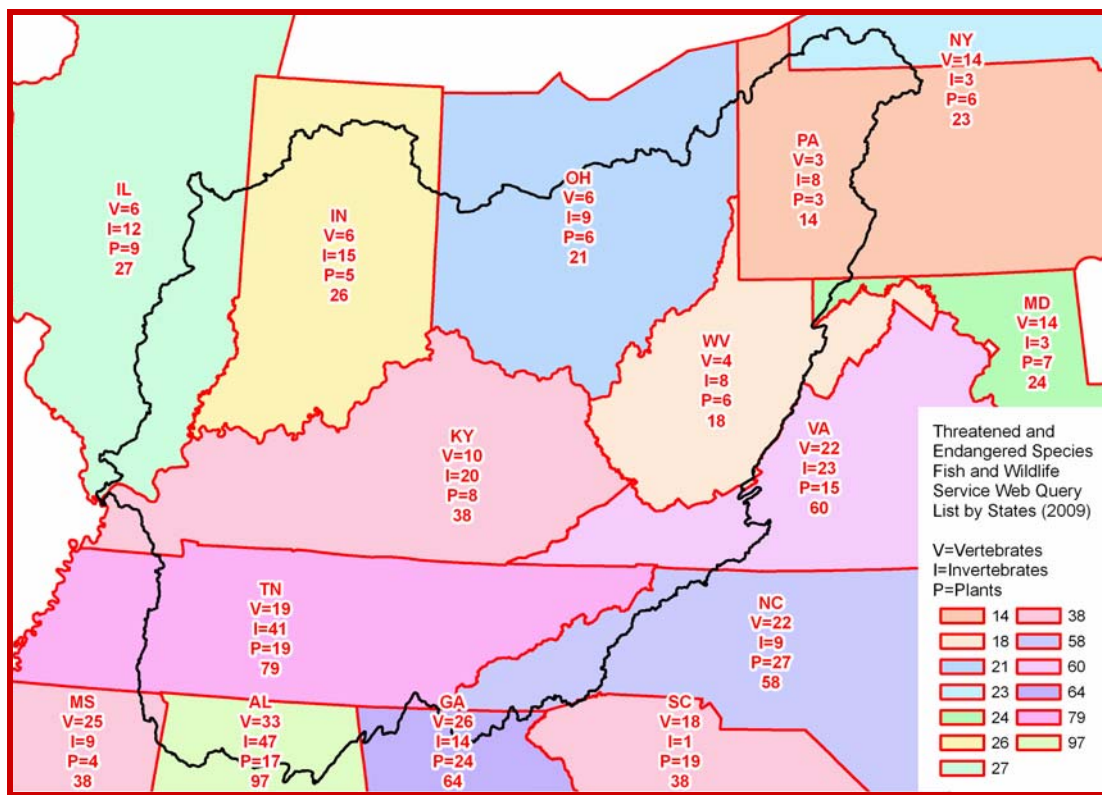 NY
V=14
I=3
P=6
23
PA
V=3
I=8
P=3
14
IL
V=6
I=12
P=9
27
IN
V=6
I=15
P=5
26
OH
V=6
I=9
P=6
21
MD
V=14
I=3
P=7
24
WV
V=4
I=8
P=6
18
KY
V=10
I=20
P=8
38
VA
V=22
I=23
P=15
60
TN
V=19
I=41
P=19
79
NC
V=22
I=9
P=27
58
MS
V=25
I=9
P=4
38
AL
V=33
I=47
P=17
97
GA
V=26
I=14
P=24
64
SC
V=18
I=1
P=19
38
Threatened and
Endangered Species
Fish and Wildlife
Service Web Query
List by States (2009)
V=Vertebrates
I=Invertebrates
P=Plants
14 38
18 58
21 60
23 64
24 79
26 97
27